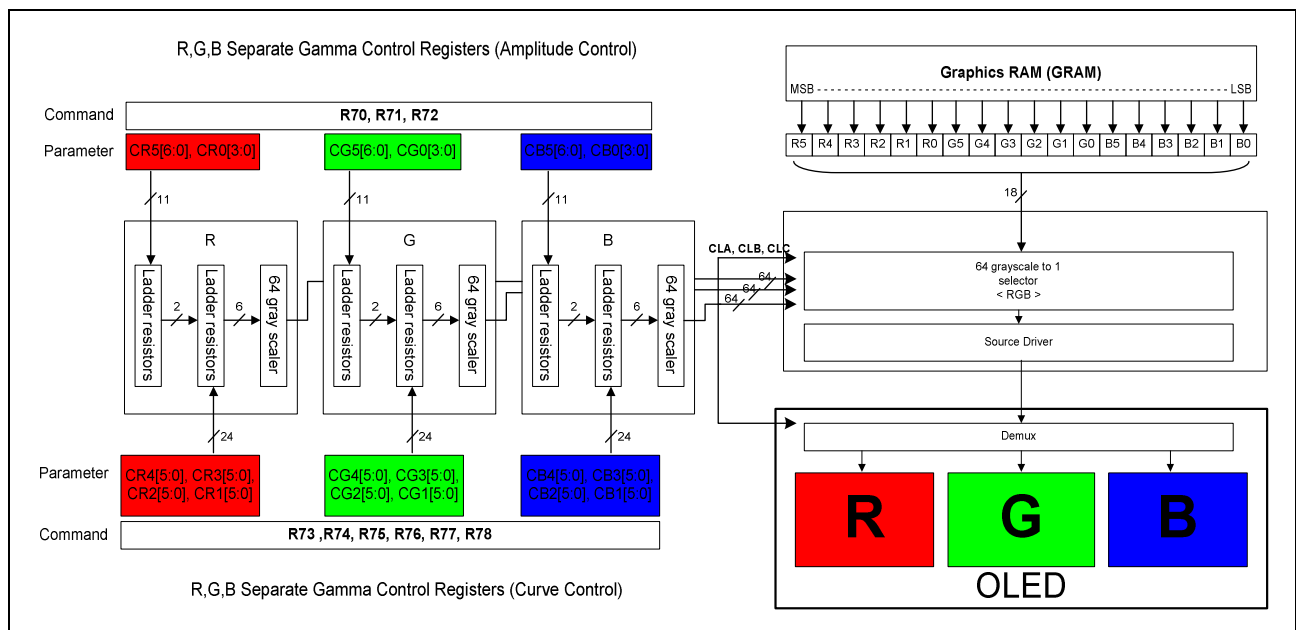 R,G,B Separate Gamma Control Registers (Amplitude Control)
Command
R70, R71, R72
Parameter
CR5[6:0], CR0[3:0]
CG5[6:0], CG0[3:0]
CB5[6:0], CB0[3:0]
11
11
11
R
Ladder resistors
2
Ladder resistors
6
64 gray scaler
G
Ladder resistors
2
Ladder resistors
6
64 gray scaler
B
Ladder resistors
2
Ladder resistors
6
64 gray scaler
24
24
24
Parameter
CR4[5:0], CR3[5:0],
CR2[5:0], CR1[5:0]
CG4[5:0], CG3[5:0],
CG2[5:0], CG1[5:0]
CB4[5:0], CB3[5:0],
CB2[5:0], CB1[5:0]
Command
R73 ,R74, R75, R76, R77, R78
R,G,B Separate Gamma Control Registers (Curve Control)
Graphics RAM (GRAM)
MSB
LSB
R5 R4 R3 R2 R1 R0 G5 G4 G3 G2 G1 G0 B5 B4 B3 B2 B1 B0
18
CLA, CLB, CLC
64
64
64
64 grayscale to 1
selector
< RGB >
Source Driver
Demux
R
G
B
OLED